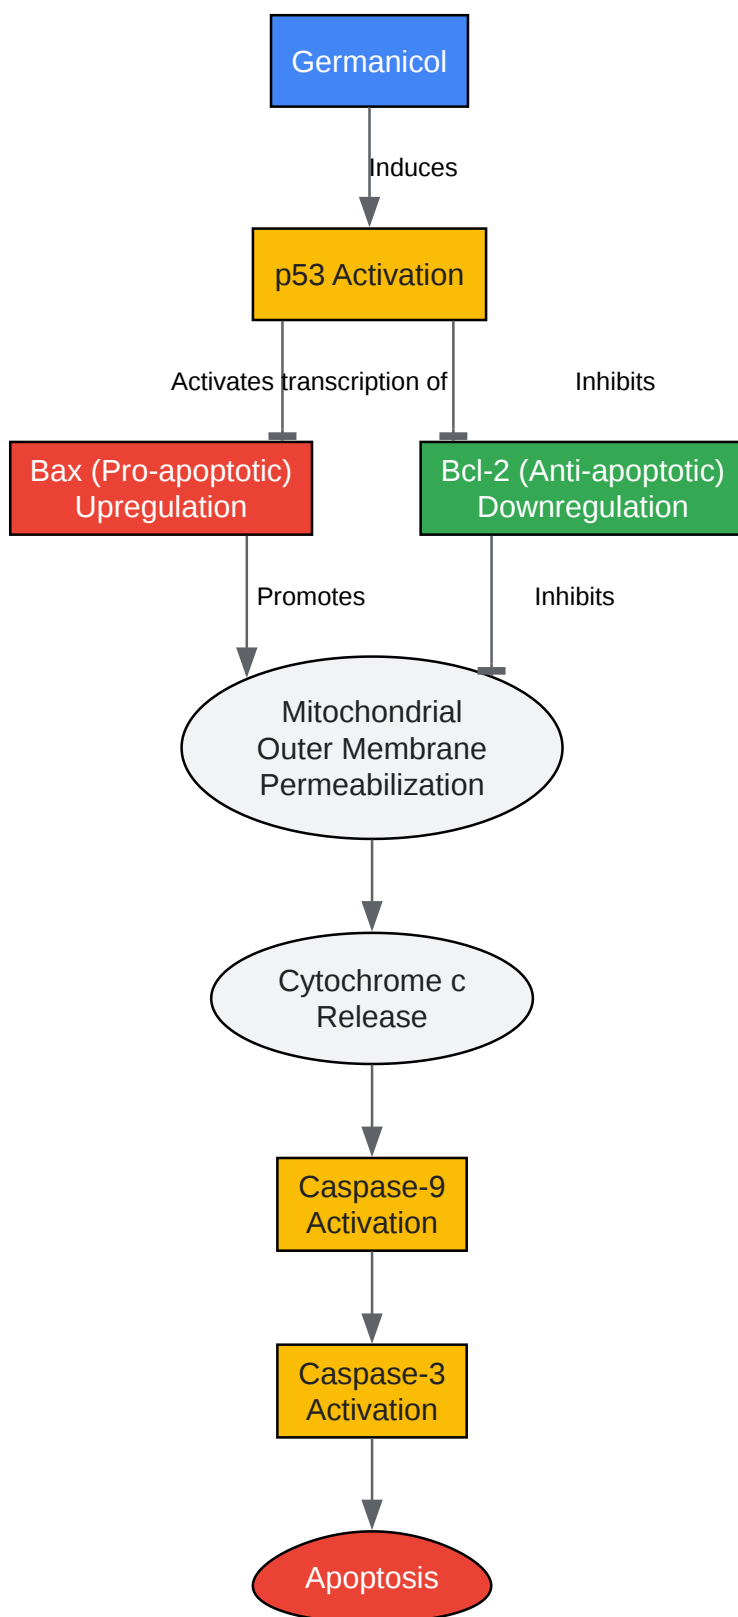 Germanicol
Induces
p53 Activation
Activates transcription of
Inhibits
Bax (Pro-apoptotic)
Upregulation
Bcl-2 (Anti-apoptotic)
Downregulation
Promotes
Inhibits
Mitochondrial
Outer Membrane
Permeabilization
Cytochrome c
Release
Caspase-9
Activation
Caspase-3
Activation
Apoptosis